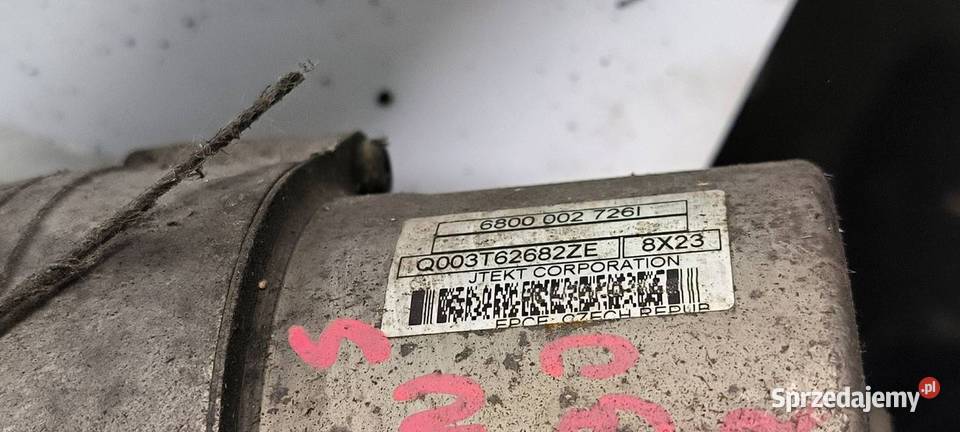 6800 002 726I
Q003T62682ZE 8X23
JTEKT CORPORATION
EPCE: CZECH REPUB
Sprzedajemy.pl